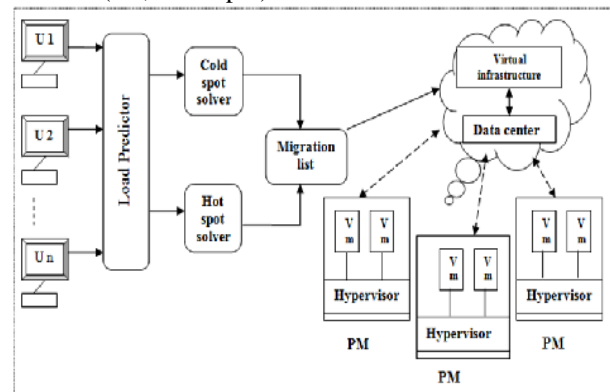 U 1
U 2
U n
Load Predictor
Cold
spot
solver
Hot
spot
solver
Migration
list
Virtual
infrastructure
Data center
V
m
V
m
Hypervisor
PM
V
m
V
m
Hypervisor
PM
V
m
V
m
Hypervisor
PM